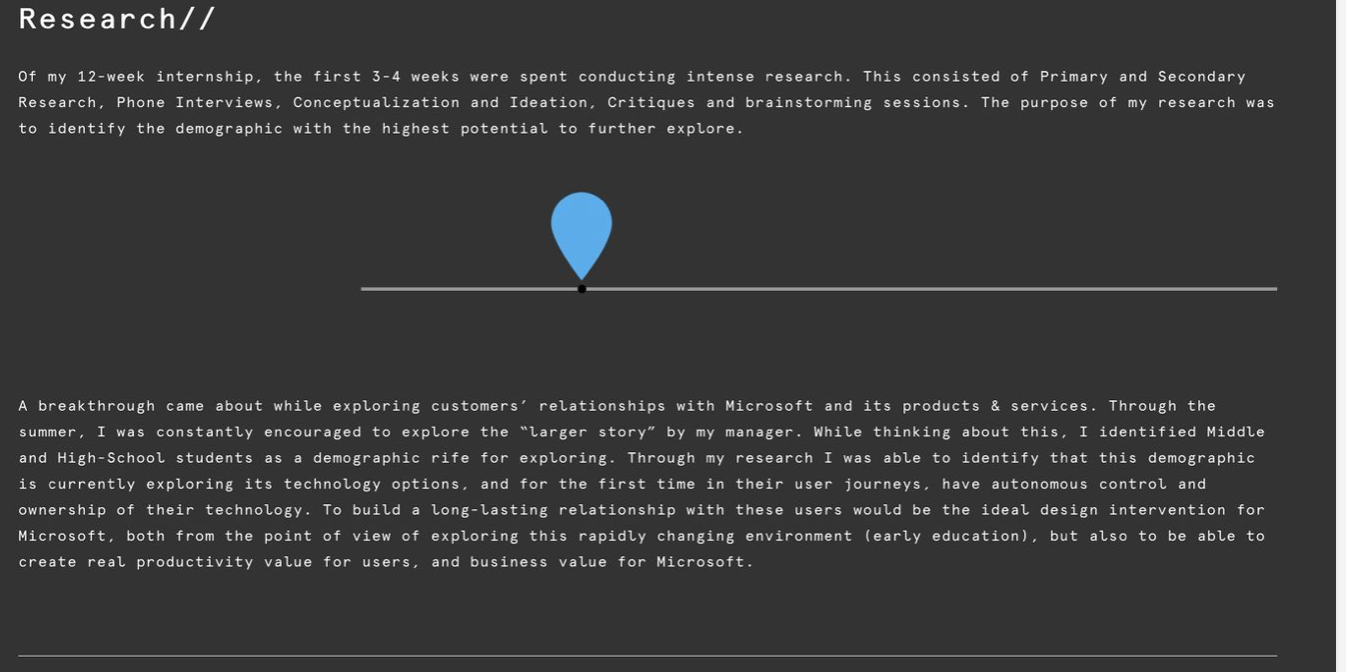 Research//
Of my 12-week internship, the first 3-4 weeks were spent conducting intense research. This consisted of Primary and Secondary
Research, Phone Interviews, Conceptualization and Ideation, Critiques and brainstorming sessions. The purpose of my research was
to identify the demographic with the highest potential to further explore.
A breakthrough came about while exploring customers’ relationships with Microsoft and its products & services. Through the
summer, I was constantly encouraged to explore the “larger story” by my manager. While thinking about this, I identified Middle
and High-School students as a demographic rife for exploring. Through my research I was able to identify that this demographic
is currently exploring its technology options, and for the first time in their user journeys, have autonomous control and
ownership of their technology. To build a long-lasting relationship with these users would be the ideal design intervention for
Microsoft, both from the point of view of exploring this rapidly changing environment (early education), but also to be able to
create real productivity value for users, and business value for Microsoft.